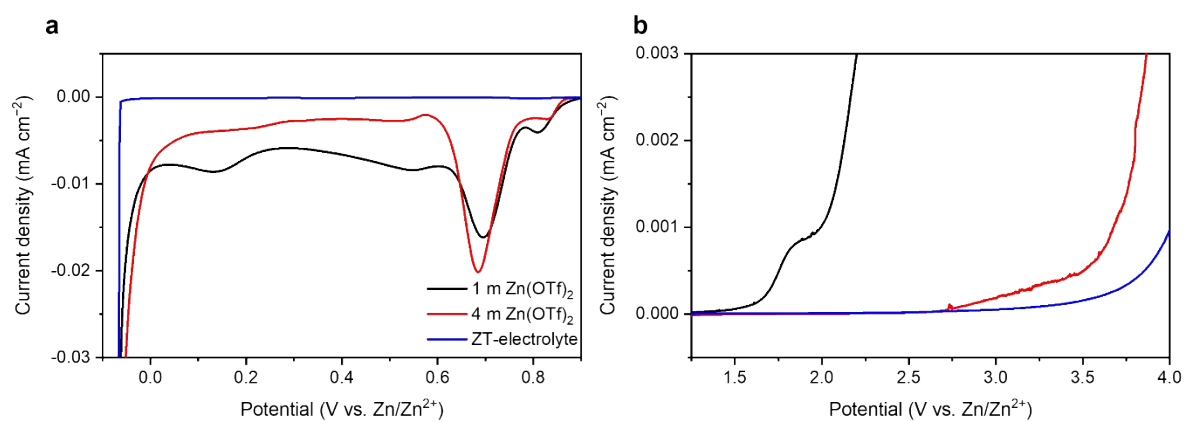 a
0.00
-0.01
-0.02
-0.03
0.0
0.2
0.4
0.6
0.8
Current density (mA cm⁻²)
Potential (V vs. Zn/Zn²⁺)
1 m Zn(OTf)₂
4 m Zn(OTf)₂
ZT-electrolyte
b
0.003
0.002
0.001
0.000
1.5
2.0
2.5
3.0
3.5
4.0
Current density (mA cm⁻²)
Potential (V vs. Zn/Zn²⁺)